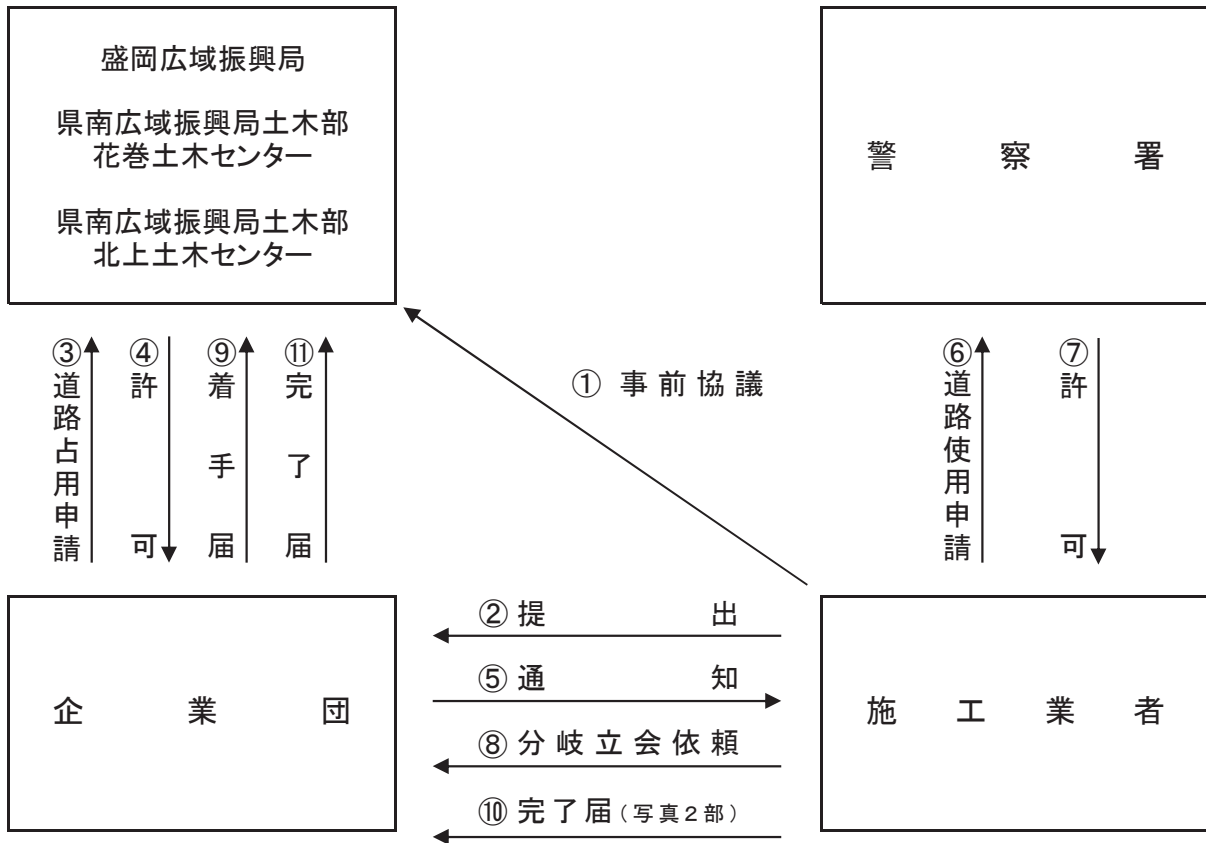 盛岡広域振興局
県南広域振興局土木部
花巻土木センター
県南広域振興局土木部
北上土木センター
警察署
③道路占用申請
④許可
⑨着手届
⑪完了届
① 事前協議
⑥道路使用申請
⑦許可
企業団
②提出
⑤通知
⑧分岐立会依頼
⑩完了届(写真2部)
施工業者